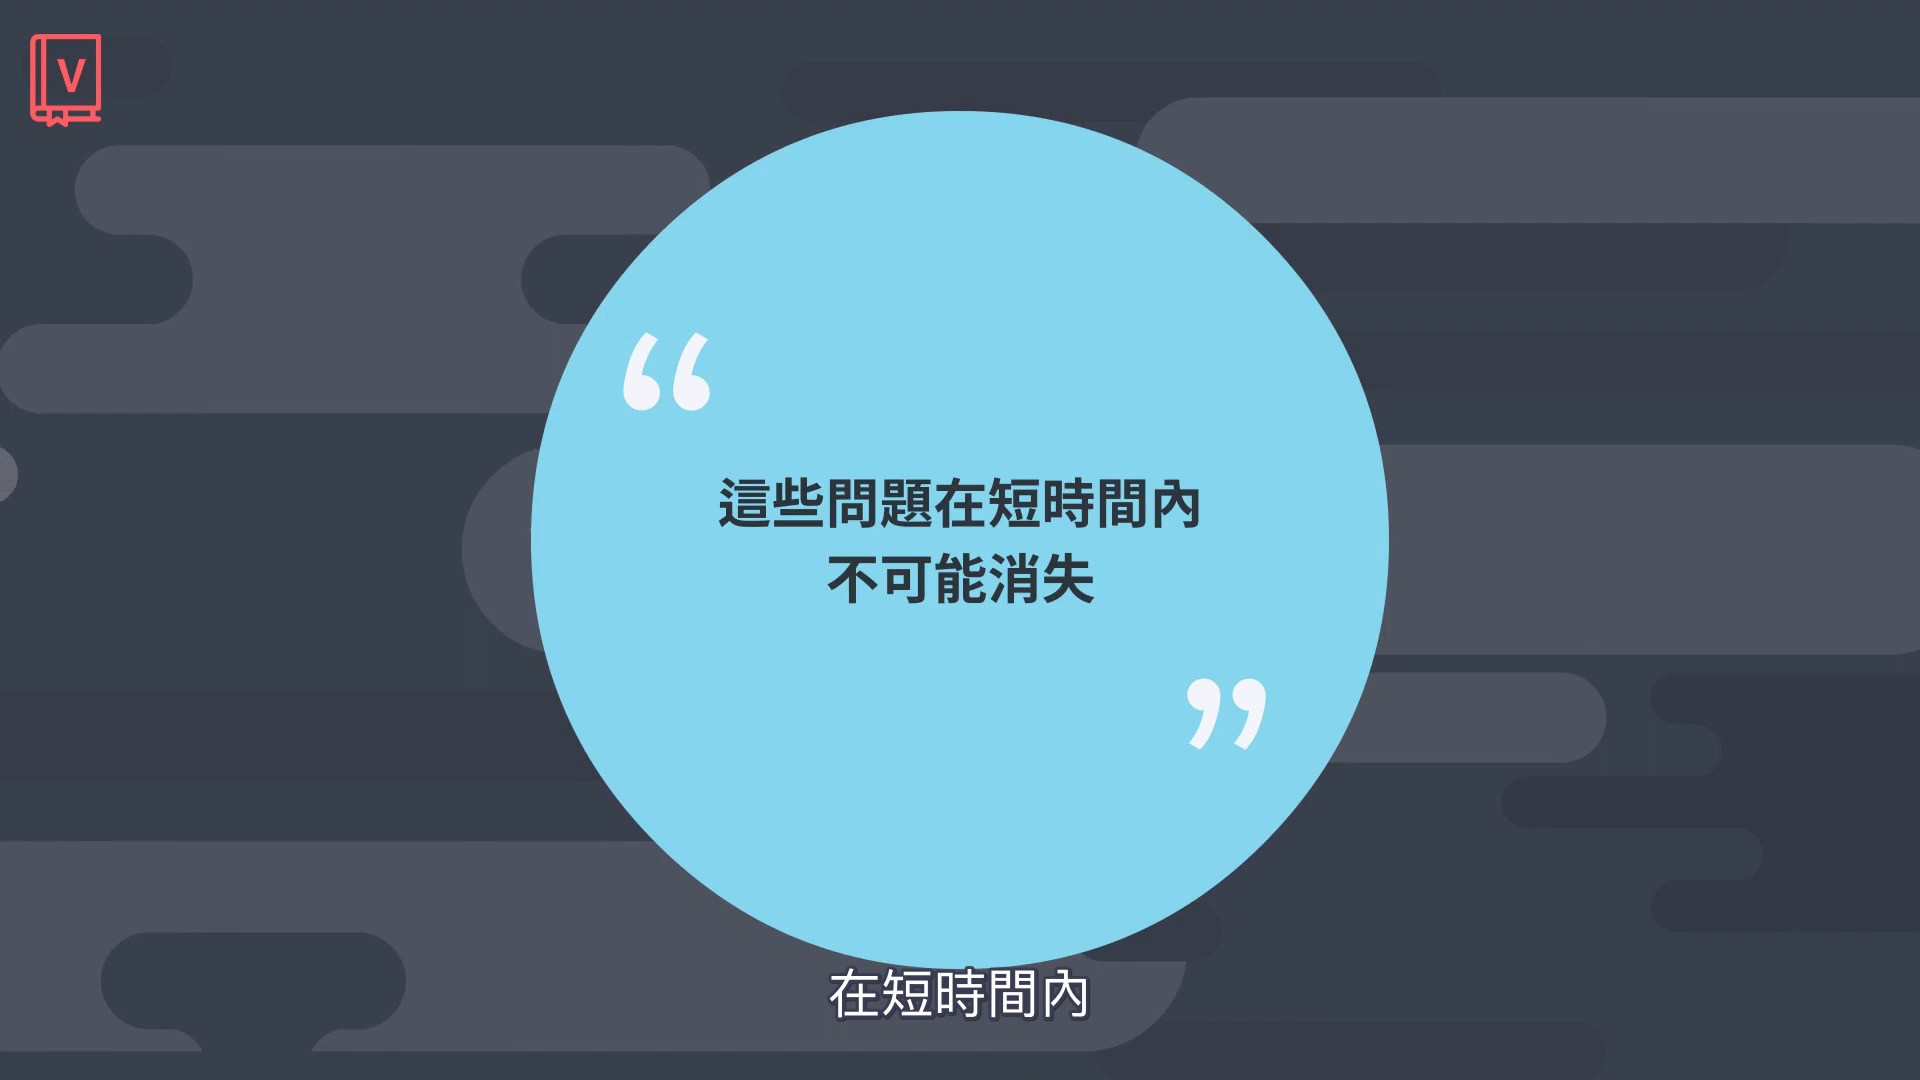 V
“
這些問題在短時間內
不可能消失
”
在短時間內